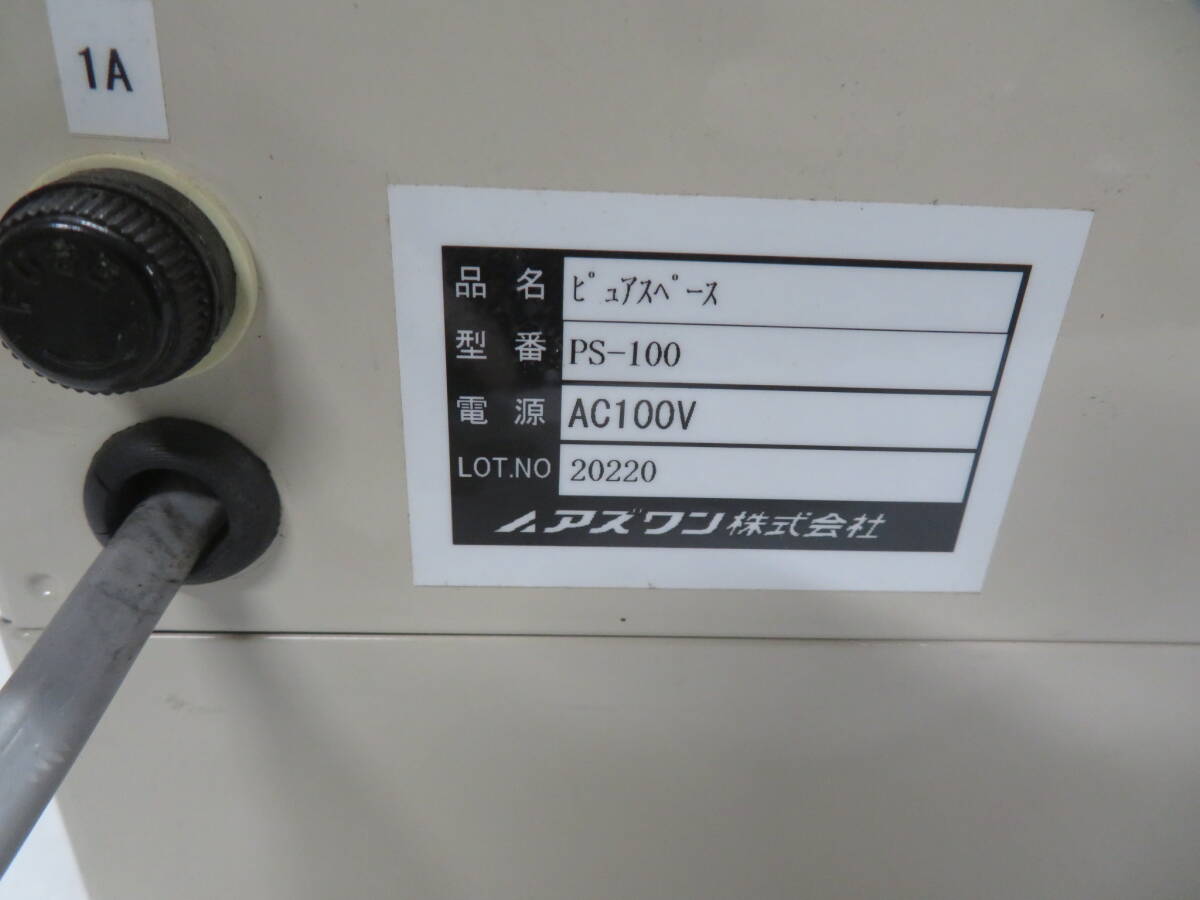 1A
品名 ﾋﾟｭｱスﾍﾟース
型番 PS-100
電源 AC100V
LOT.NO 20220
アズワン株式会社